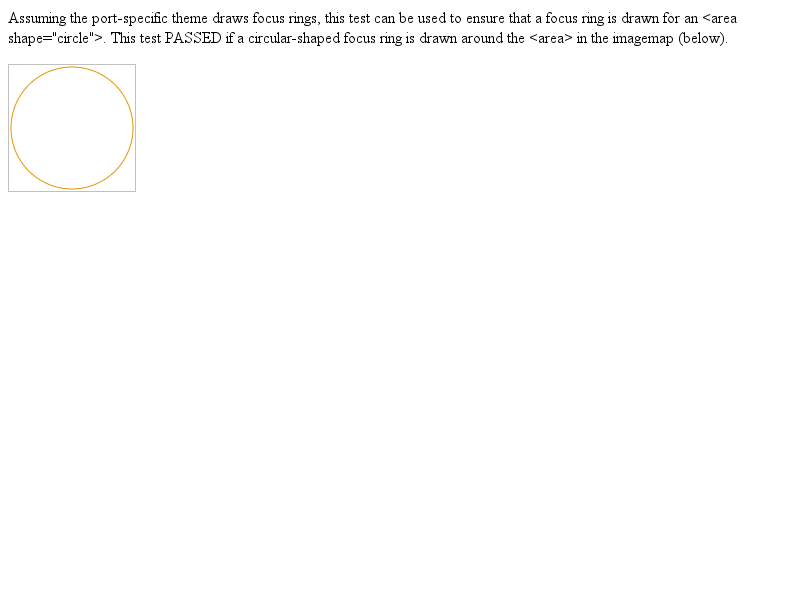 Assuming the port-specific theme draws focus rings, this test can be used to ensure that a focus ring is drawn for an <area
shape="circle">. This test PASSED if a circular-shaped focus ring is drawn around the <area> in the imagemap (below).